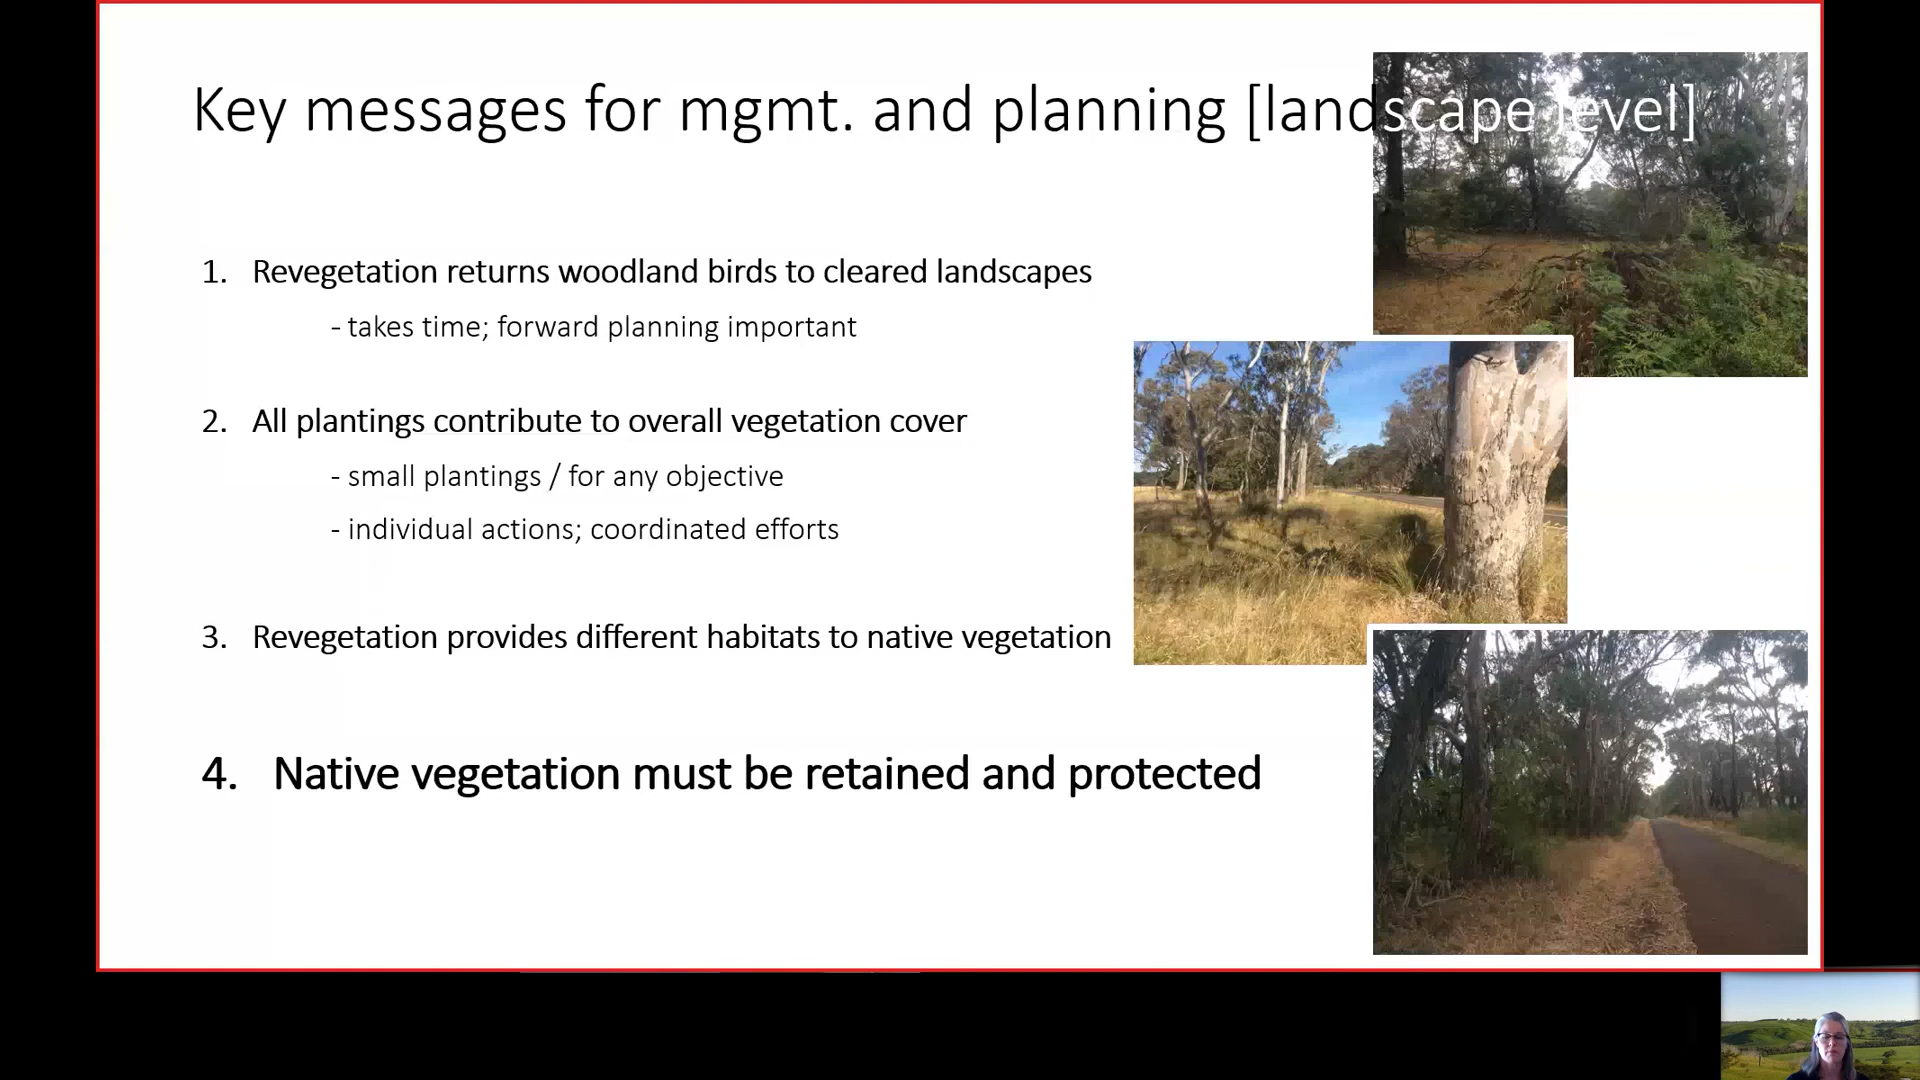 Key messages for mgmt. and planning [landscape level]
1. Revegetation returns woodland birds to cleared landscapes
- takes time; forward planning important
2. All plantings contribute to overall vegetation cover
- small plantings / for any objective
- individual actions; coordinated efforts
3. Revegetation provides different habitats to native vegetation
4. Native vegetation must be retained and protected